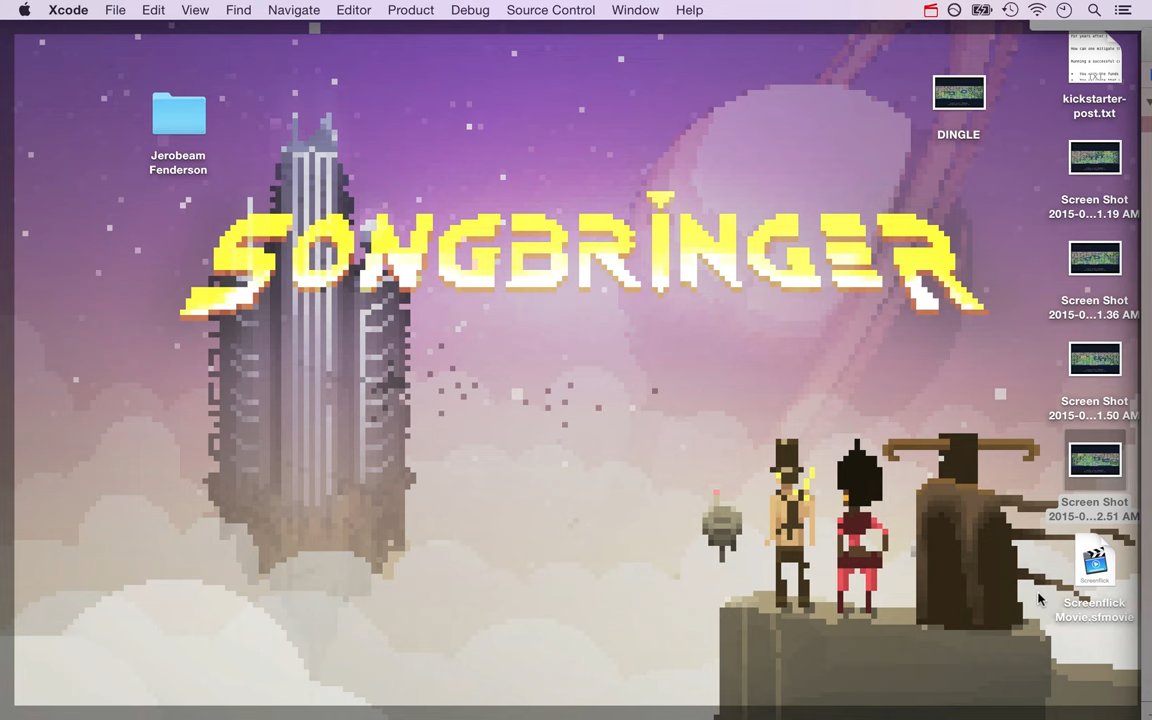 Xcode File Edit View Find Navigate Editor Product Debug Source Control Window Help
kickstarter-
post.txt
DINGLE
Jerobeam
Fenderson
Screen Shot
2015-0...1.19 AM
SONGBRINGER
Screen Shot
2015-0...1.36 AM
Screen Shot
2015-0...1.50 AM
Screen Shot
2015-0...2.51 AM
Screenflick
Screenflick
Movie.sfmovie